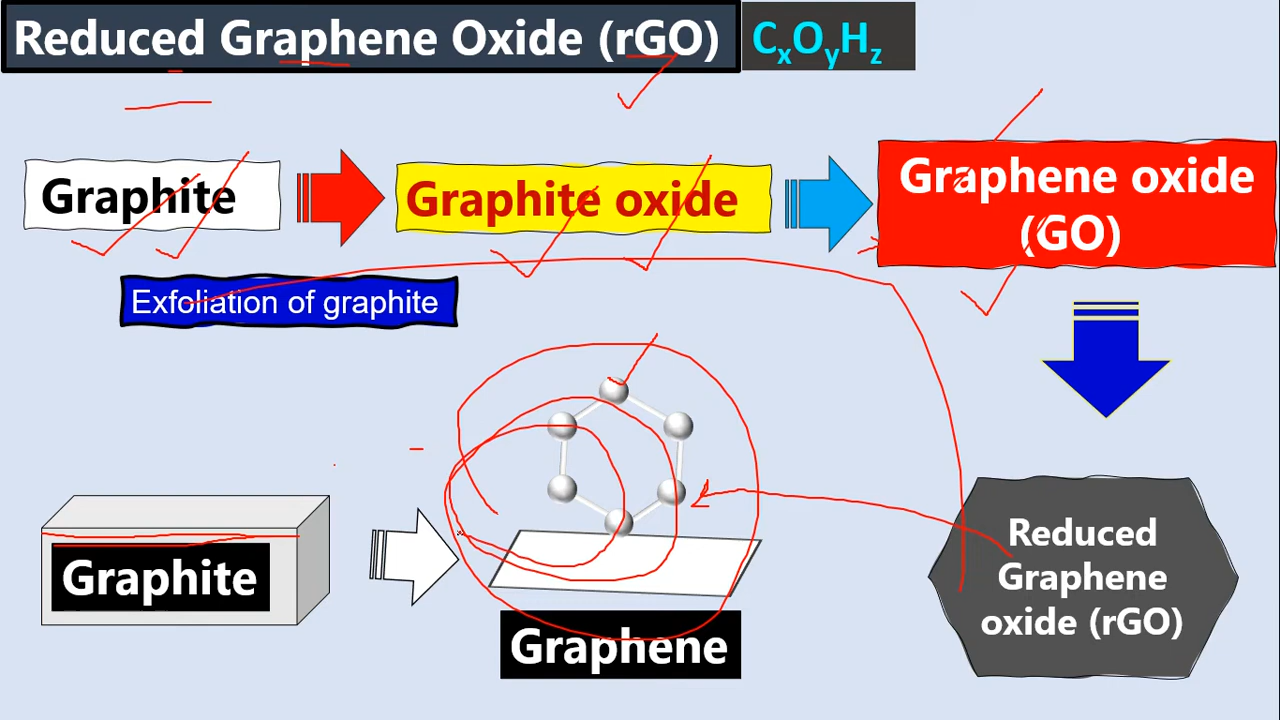 Reduced Graphene Oxide (rGO)
CxOyHz
Graphite
Graphite oxide
Graphene oxide
(GO)
Exfoliation of graphite
Graphite
Graphene
Reduced
Graphene
oxide (rGO)